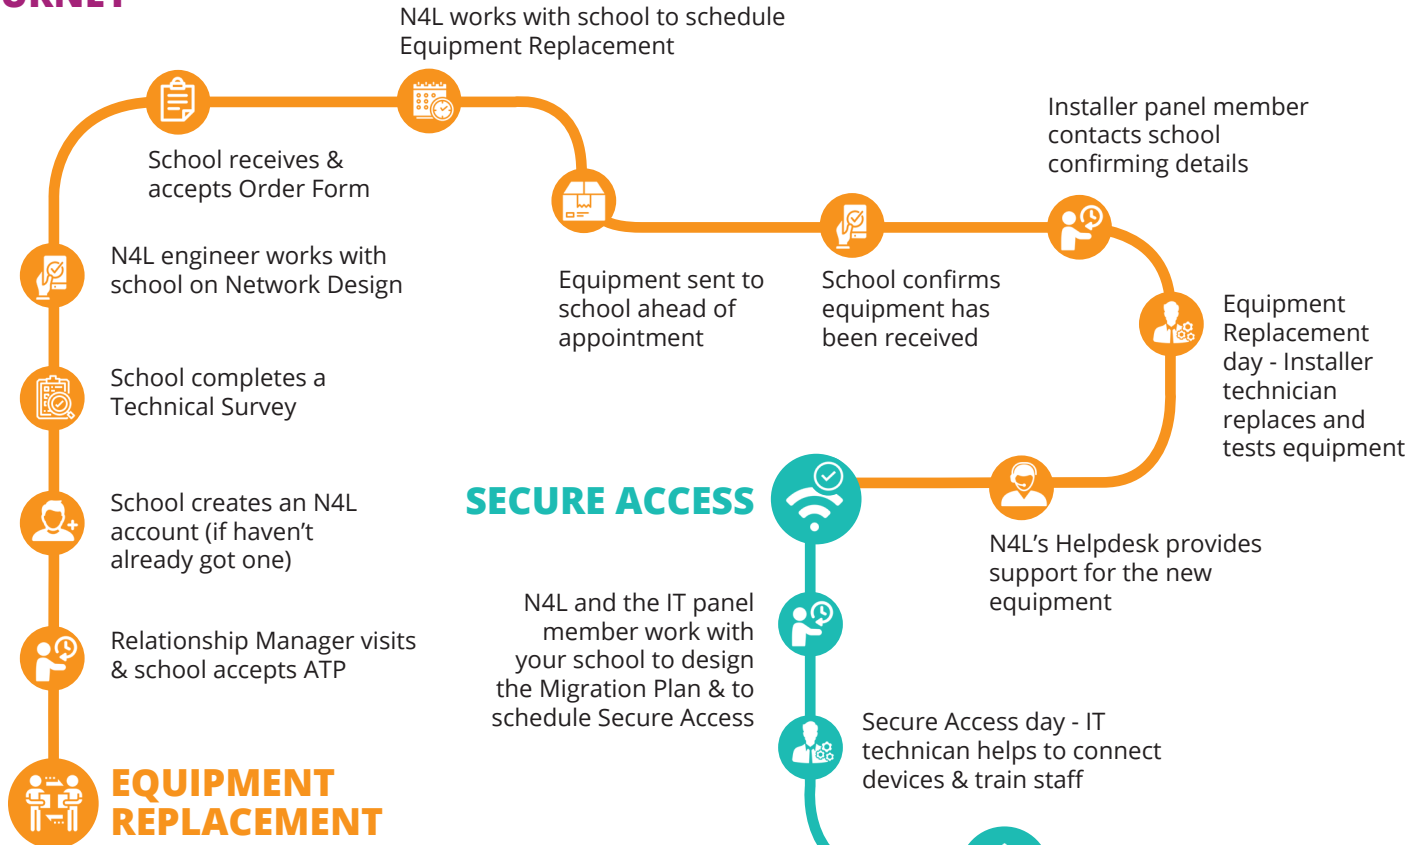 N4L works with school to schedule
Equipment Replacement
School receives &
accepts Order Form
Installer panel member
contacts school
confirming details
N4L engineer works with
school on Network Design
Equipment sent to
school ahead of
appointment
School confirms
equipment has
been received
Equipment
Replacement
day - Installer
technician
replaces and
tests equipment
School completes a
Technical Survey
SECURE ACCESS
School creates an N4L
account (if haven't
already got one)
N4L's Helpdesk provides
support for the new
equipment
N4L and the IT panel
member work with
your school to design
the Migration Plan & to
schedule Secure Access
Relationship Manager visits
& school accepts ATP
Secure Access day - IT
technican helps to connect
devices & train staff
EQUIPMENT
REPLACEMENT